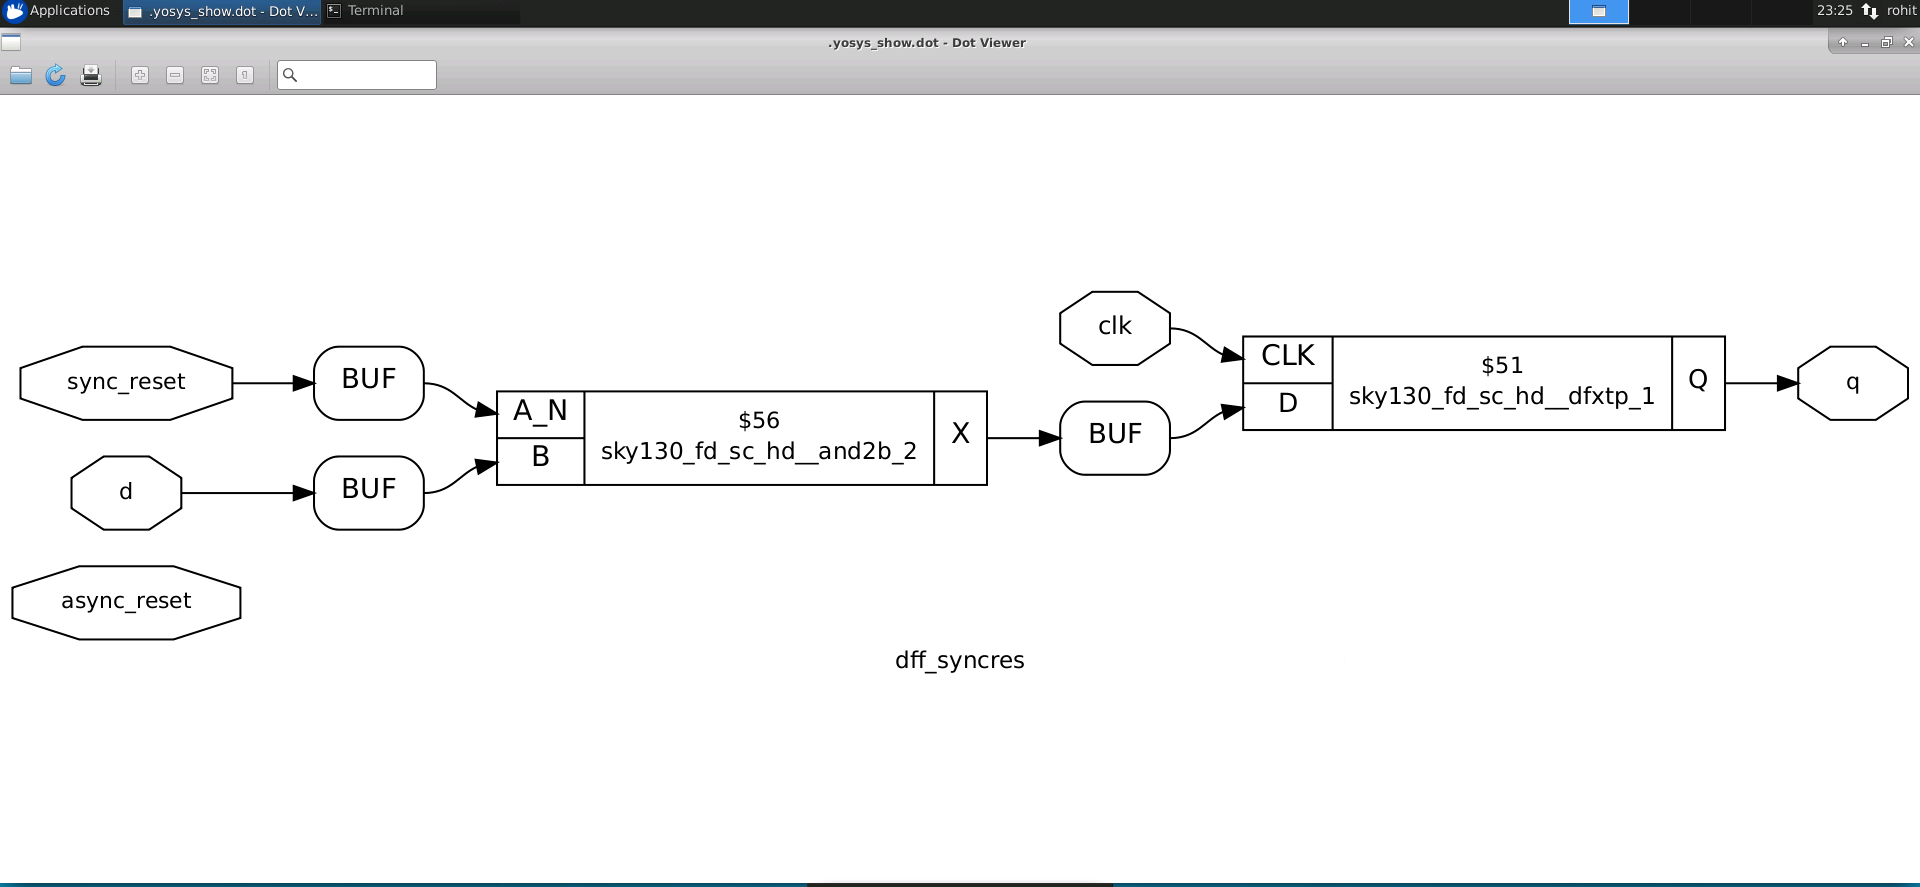 Applications
.yosys_show.dot - Dot V...
Terminal
23:25
rohit
.yosys_show.dot - Dot Viewer
clk
sync_reset
BUF
d
BUF
async_reset
A_N
B
$56
sky130_fd_sc_hd__and2b_2
X
BUF
CLK
D
$51
sky130_fd_sc_hd__dfxtp_1
Q
q
dff_syncres